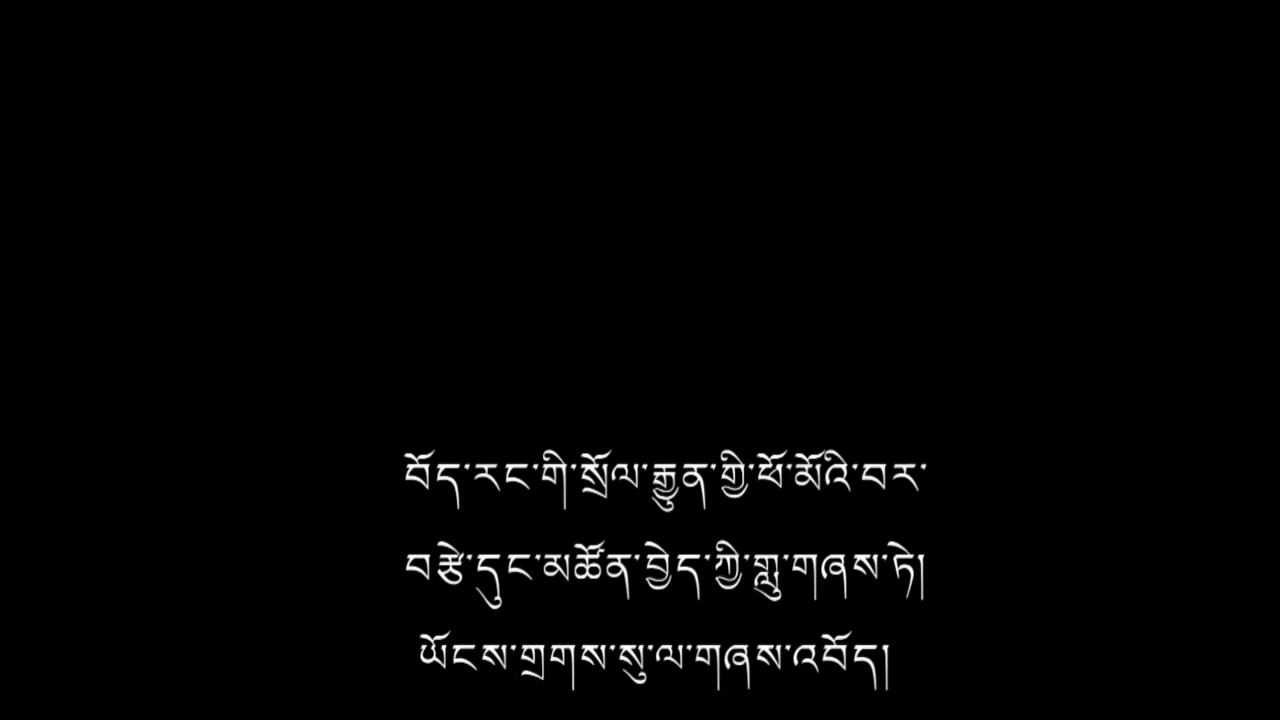 བོད་རང་གི་སྲོལ་རྒྱུན་གྱི་ཕོ་མོའི་བར་
བརྩེ་དུང་མཚོན་བྱེད་ཀྱི་གླུ་གཞས་ཏེ།
ཡོངས་གྲགས་སུ་ལ་གཞས་འབོད།